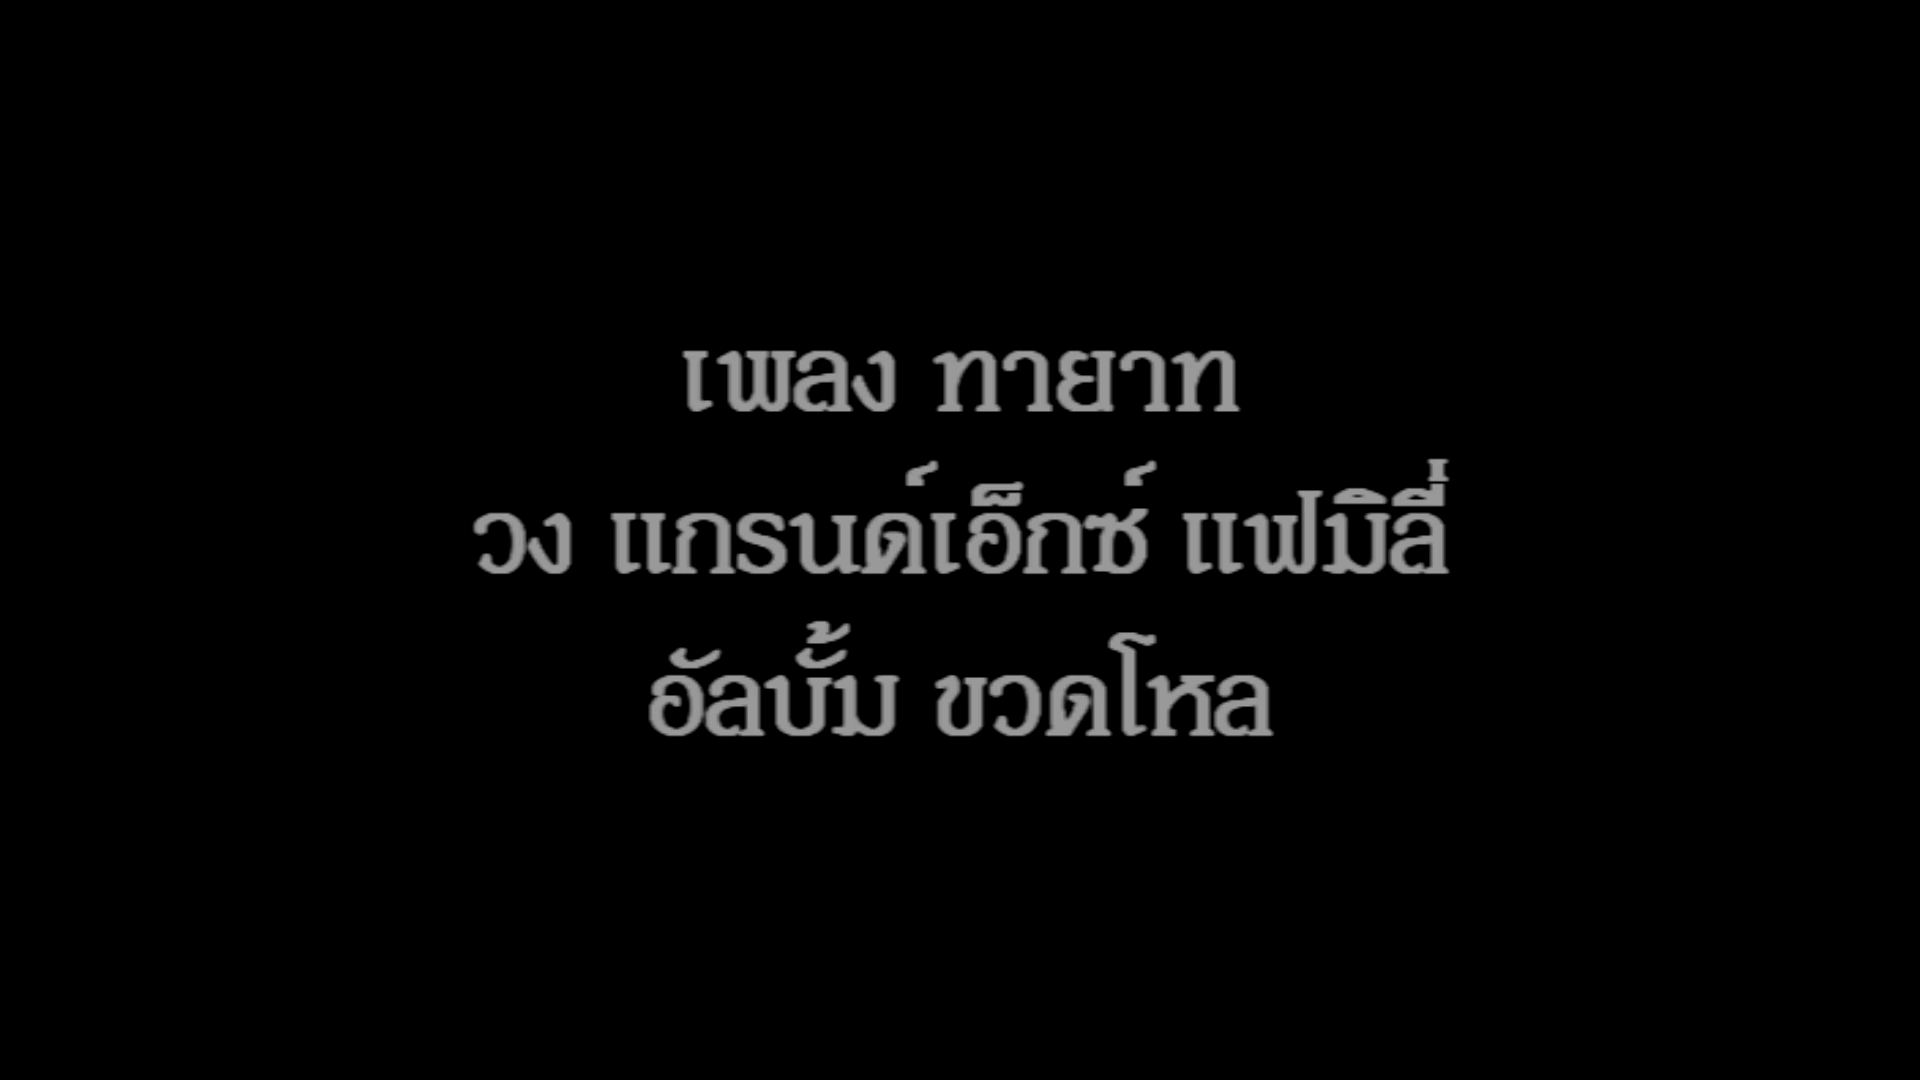 เพลง ทายาท
วง แกรนด์เอ็กซ์ แฟมิลี่
อัลบั้ม ขวดโหล